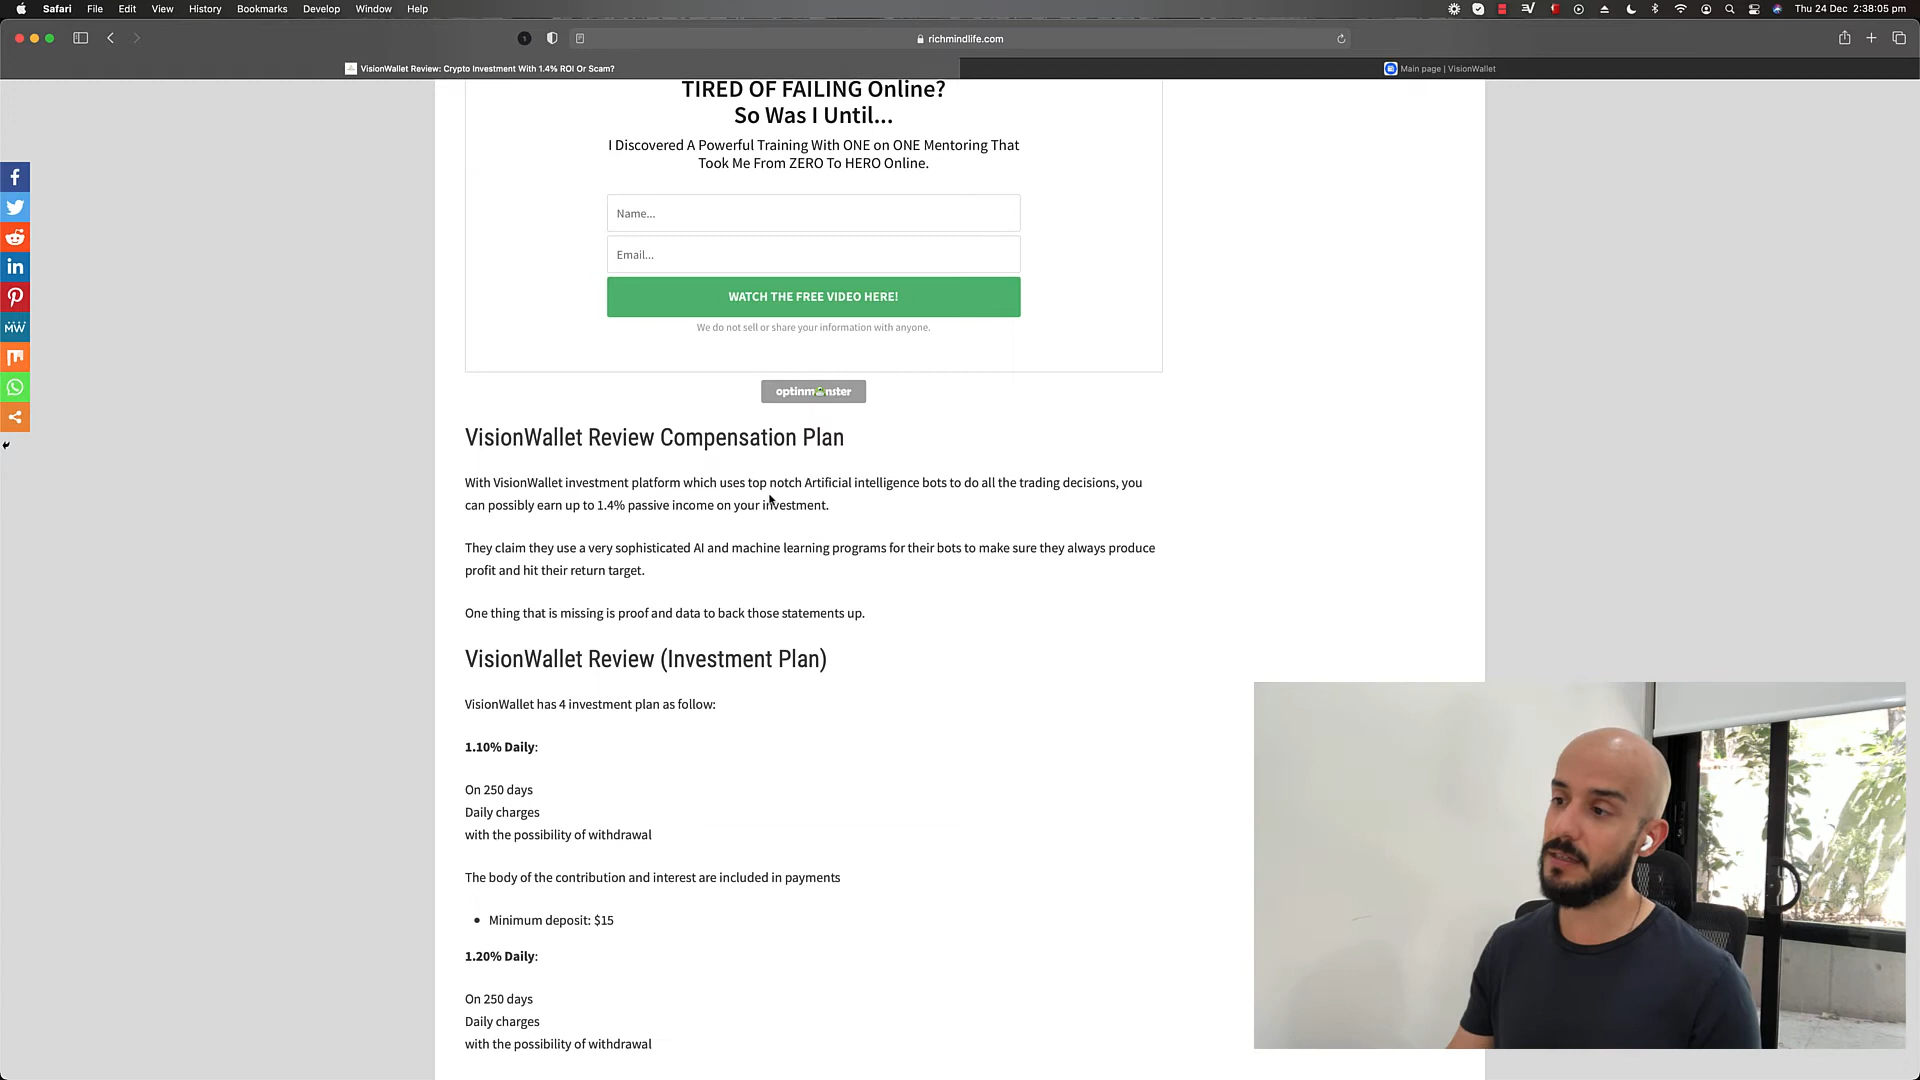 Safari File Edit View History Bookmarks Develop Window Help Thu 24 Dec 2:38:05 pm
richmindlife.com
VisionWallet Review: Crypto Investment With 1.4% ROI Or Scam? Main page | VisionWallet
TIRED OF FAILING Online?
So Was I Until...
I Discovered A Powerful Training With ONE on ONE Mentoring That
Took Me From ZERO To HERO Online.
Name...
Email...
WATCH THE FREE VIDEO HERE!
We do not sell or share your information with anyone.
optinmonster
VisionWallet Review Compensation Plan
With VisionWallet investment platform which uses top notch Artificial intelligence bots to do all the trading decisions, you
can possibly earn up to 1.4% passive income on your investment.
They claim they use a very sophisticated AI and machine learning programs for their bots to make sure they always produce
profit and hit their return target.
One thing that is missing is proof and data to back those statements up.
VisionWallet Review (Investment Plan)
VisionWallet has 4 investment plan as follow:
1.10% Daily:
On 250 days
Daily charges
with the possibility of withdrawal
The body of the contribution and interest are included in payments
• Minimum deposit: $15
1.20% Daily:
On 250 days
Daily charges
with the possibility of withdrawal
MW